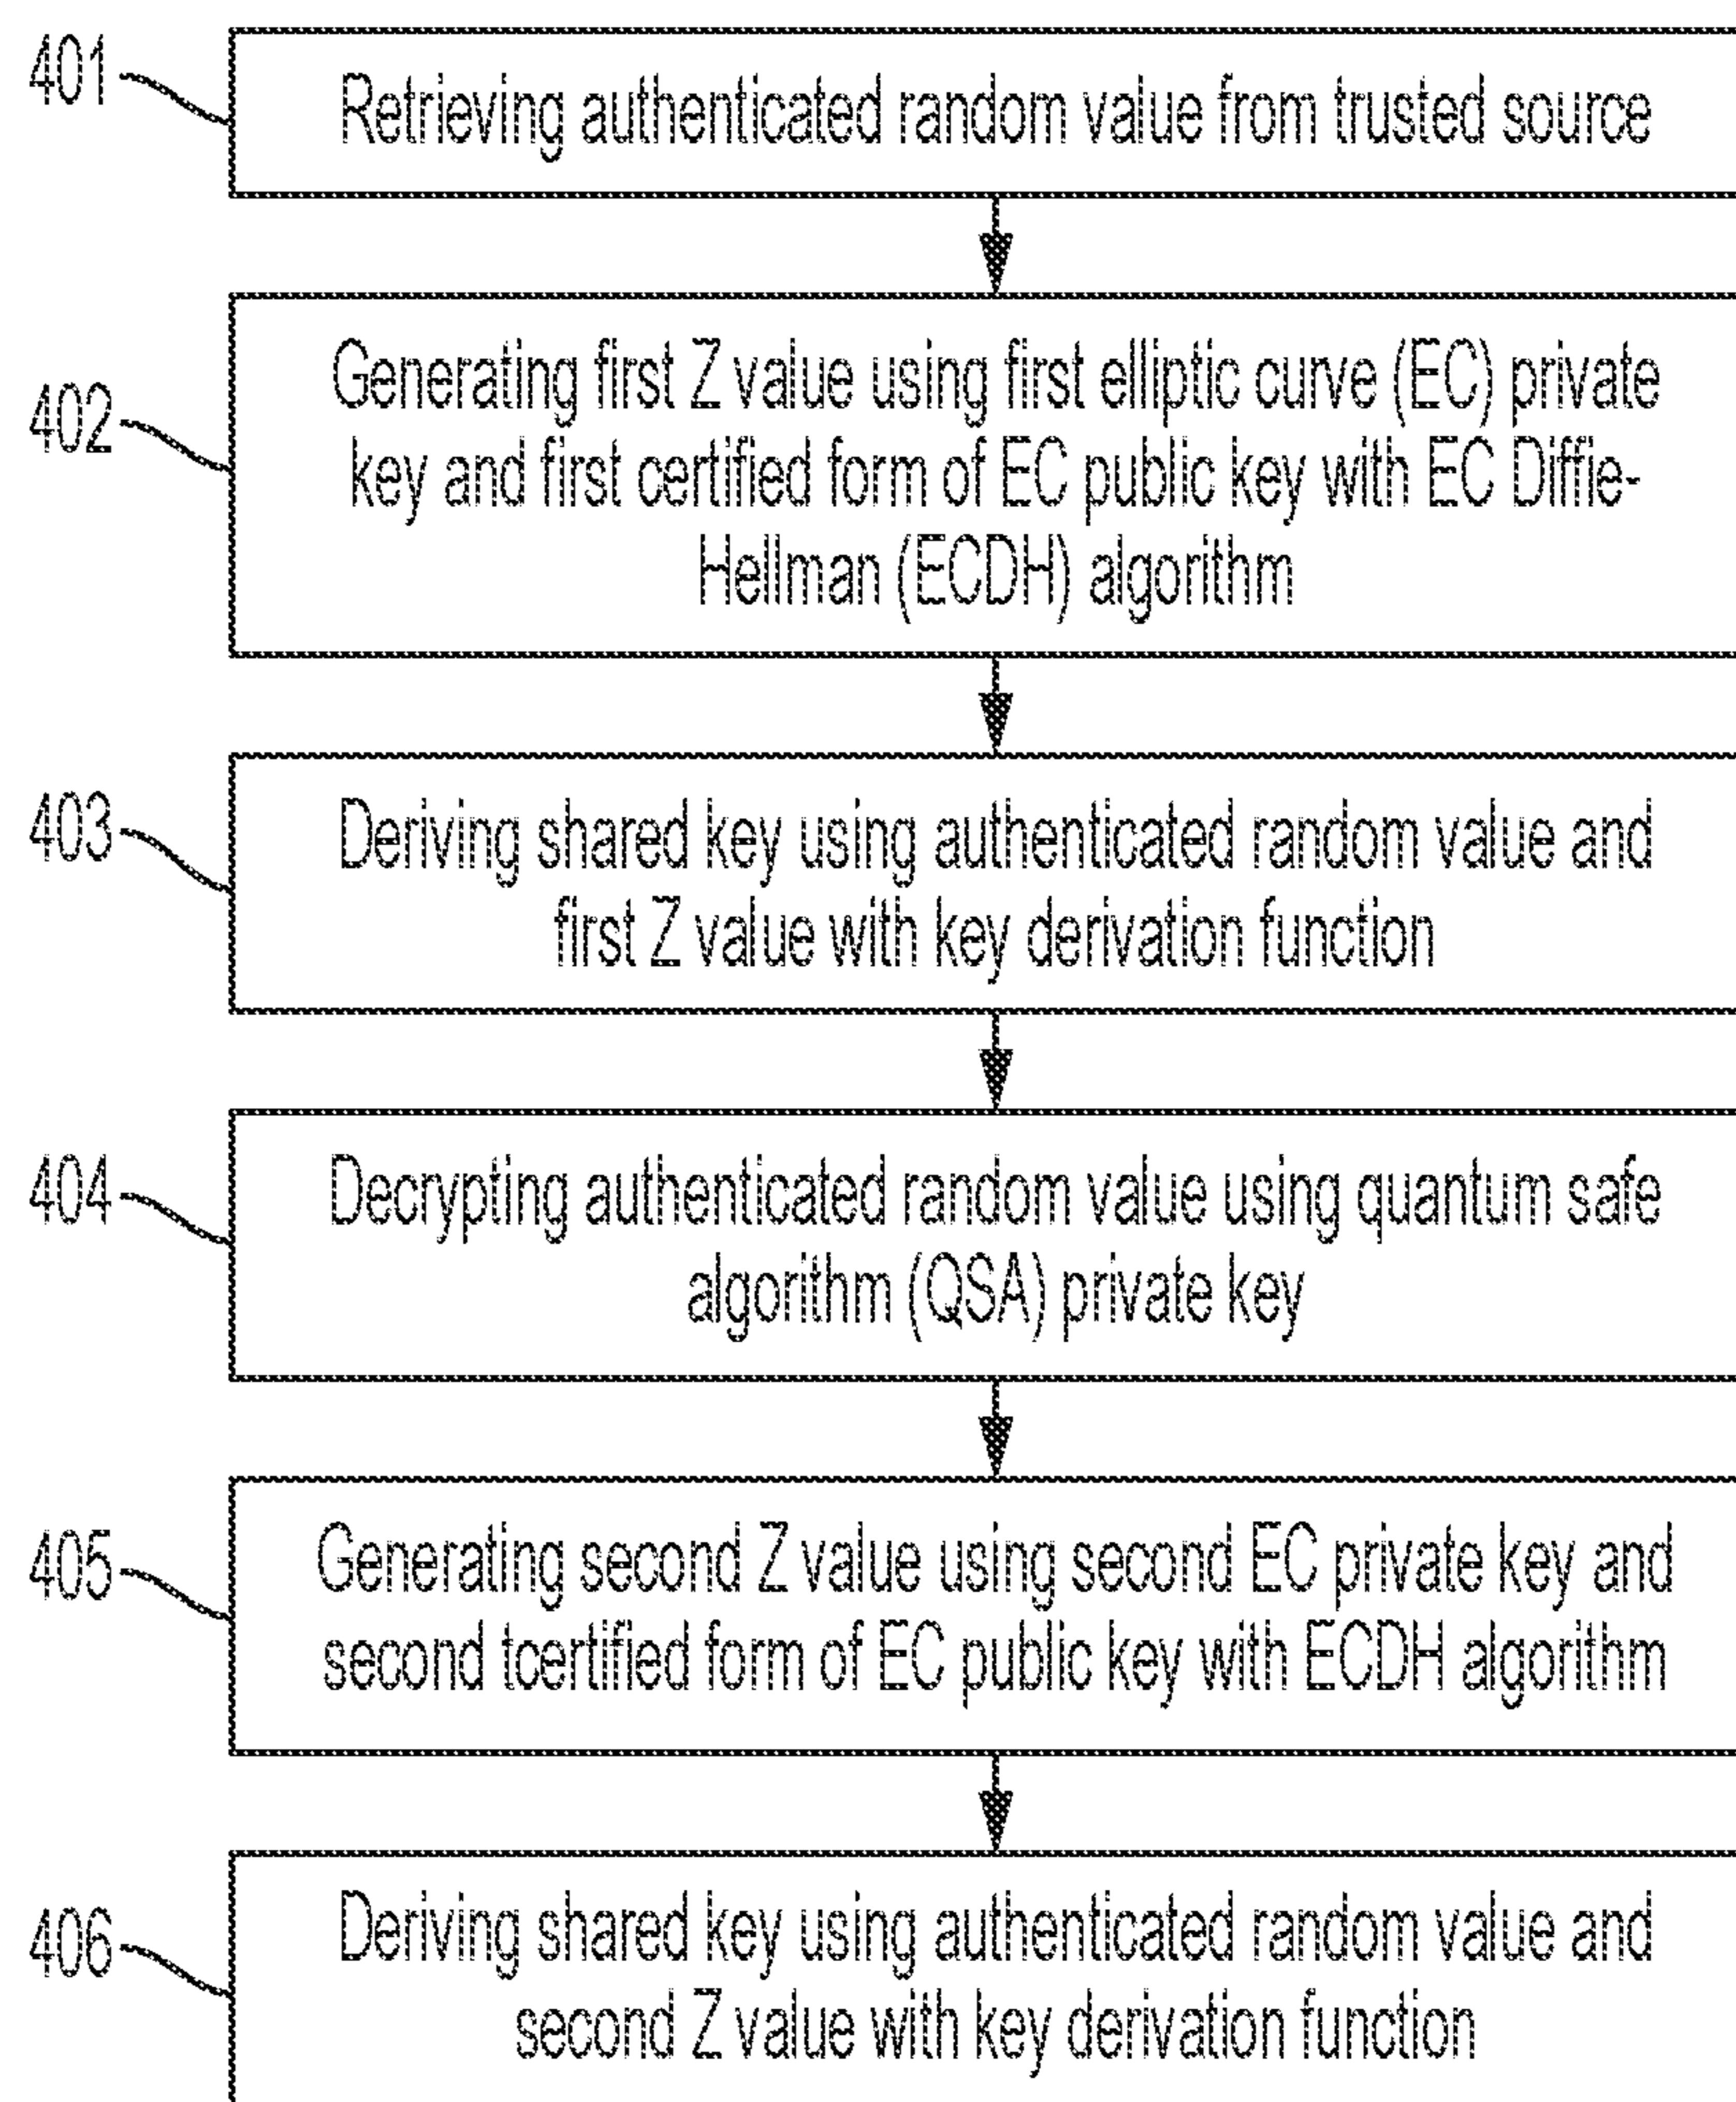 401
Retrieving authenticated random value from trusted source
402
Generating first Z value using first elliptic curve (EC) private
key and first certified form of EC public key with EC Diffie-
Hellman (ECDH) algorithm
403
Deriving shared key using authenticated random value and
first Z value with key derivation function
404
Decrypting authenticated random value using quantum safe
algorithm (QSA) private key
405
Generating second Z value using second EC private key and
second tcertified form of EC public key with ECDH algorithm
406
Deriving shared key using authenticated random value and
second Z value with key derivation function